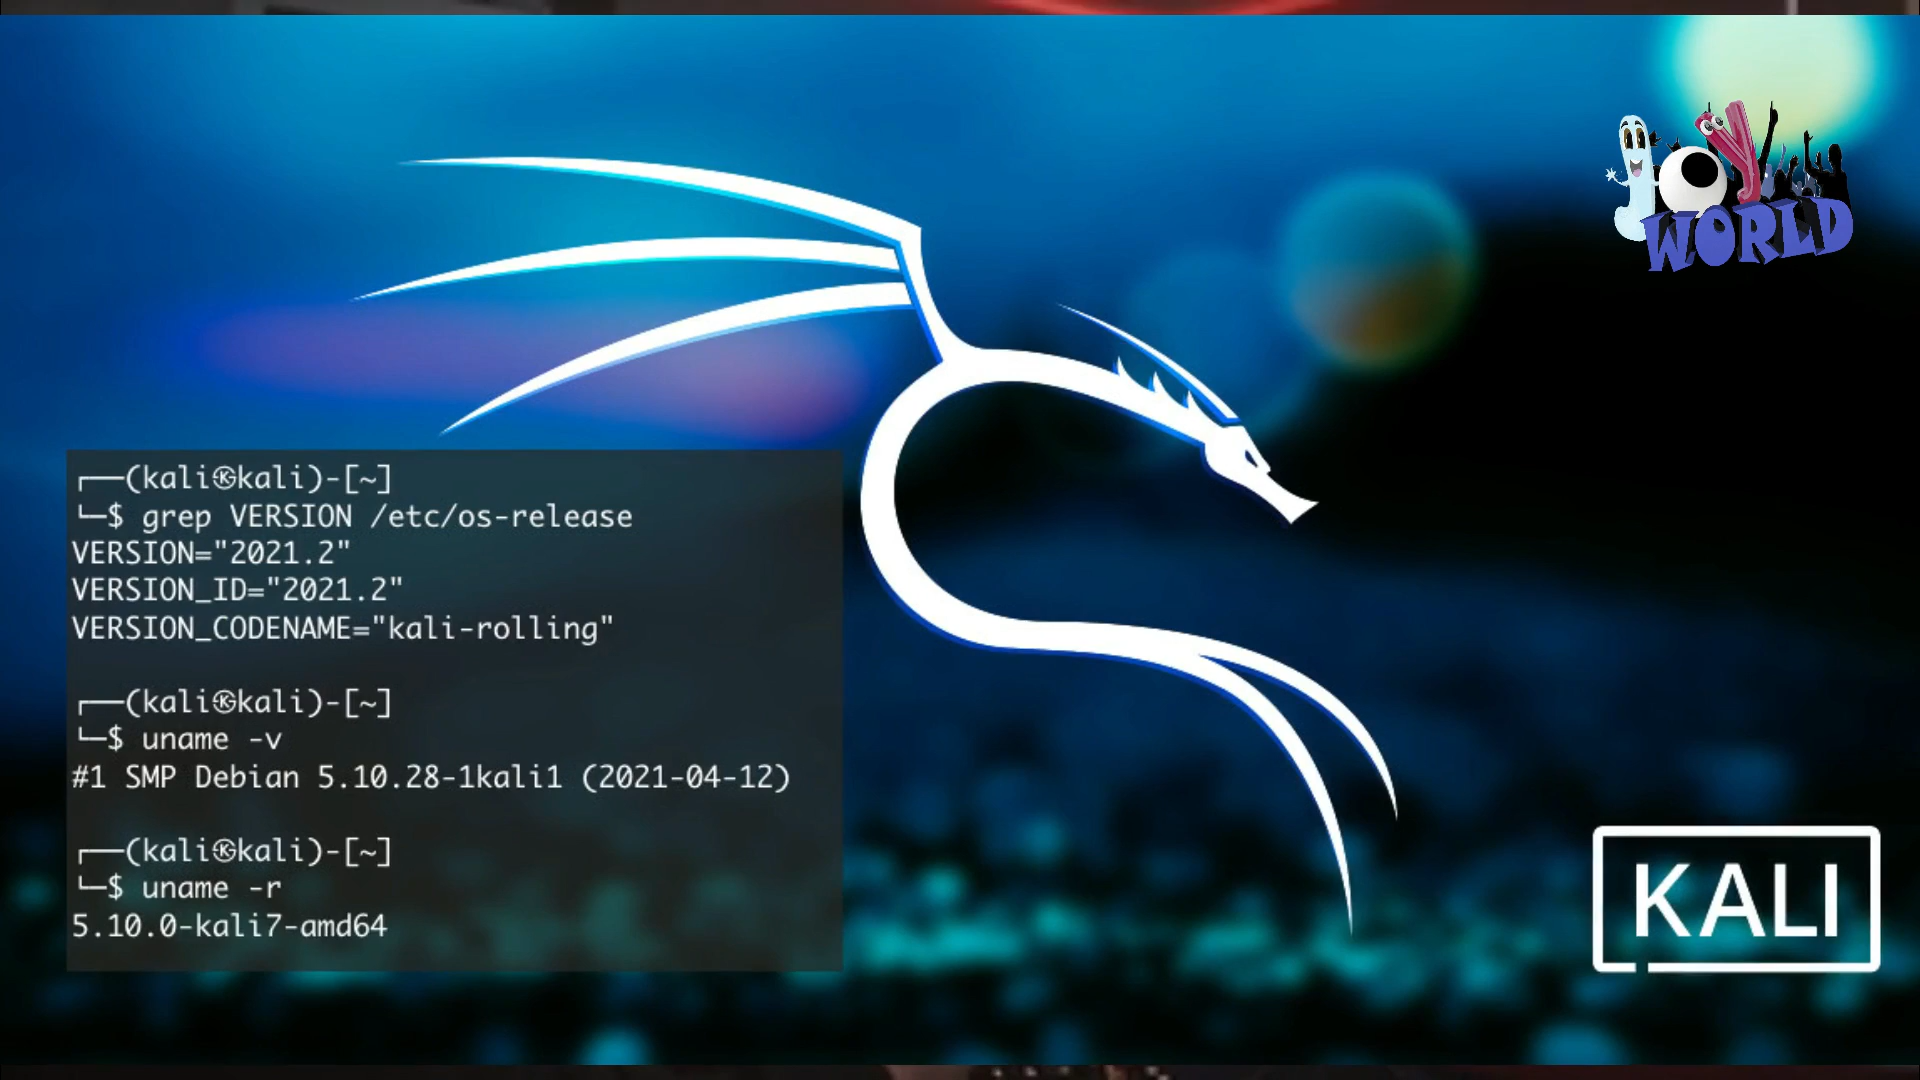 JOY
WORLD
┌──(kali㉿kali)-[~]
└─$ grep VERSION /etc/os-release
VERSION="2021.2"
VERSION_ID="2021.2"
VERSION_CODENAME="kali-rolling"
┌──(kali㉿kali)-[~]
└─$ uname -v
#1 SMP Debian 5.10.28-1kali1 (2021-04-12)
┌──(kali㉿kali)-[~]
└─$ uname -r
5.10.0-kali7-amd64
KALI